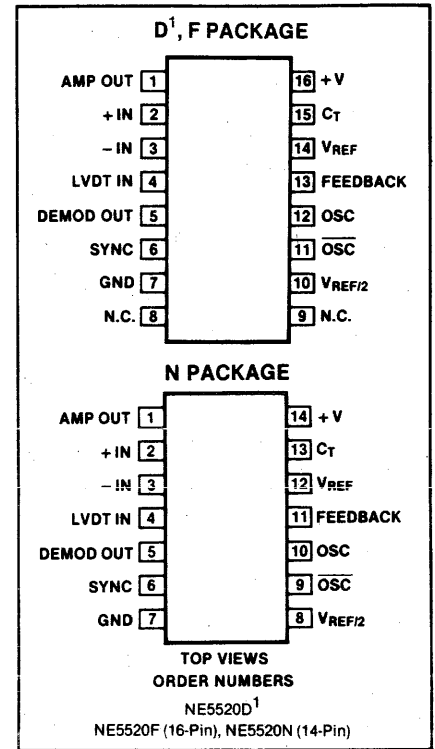 D¹, F PACKAGE
AMP OUT 1 16 +V
+IN 2 15 CT
−IN 3 14 VREF
LVDT IN 4 13 FEEDBACK
DEMOD OUT 5 12 OSC
SYNC 6 11 O̅S̅C̅
GND 7 10 VREF/2
N.C. 8 9 N.C.
N PACKAGE
AMP OUT 1 14 +V
+IN 2 13 CT
−IN 3 12 VREF
LVDT IN 4 11 FEEDBACK
DEMOD OUT 5 10 OSC
SYNC 6 9 O̅S̅C̅
GND 7 8 VREF/2
TOP VIEWS
ORDER NUMBERS
NE5520D¹
NE5520F (16-Pin), NE5520N (14-Pin)